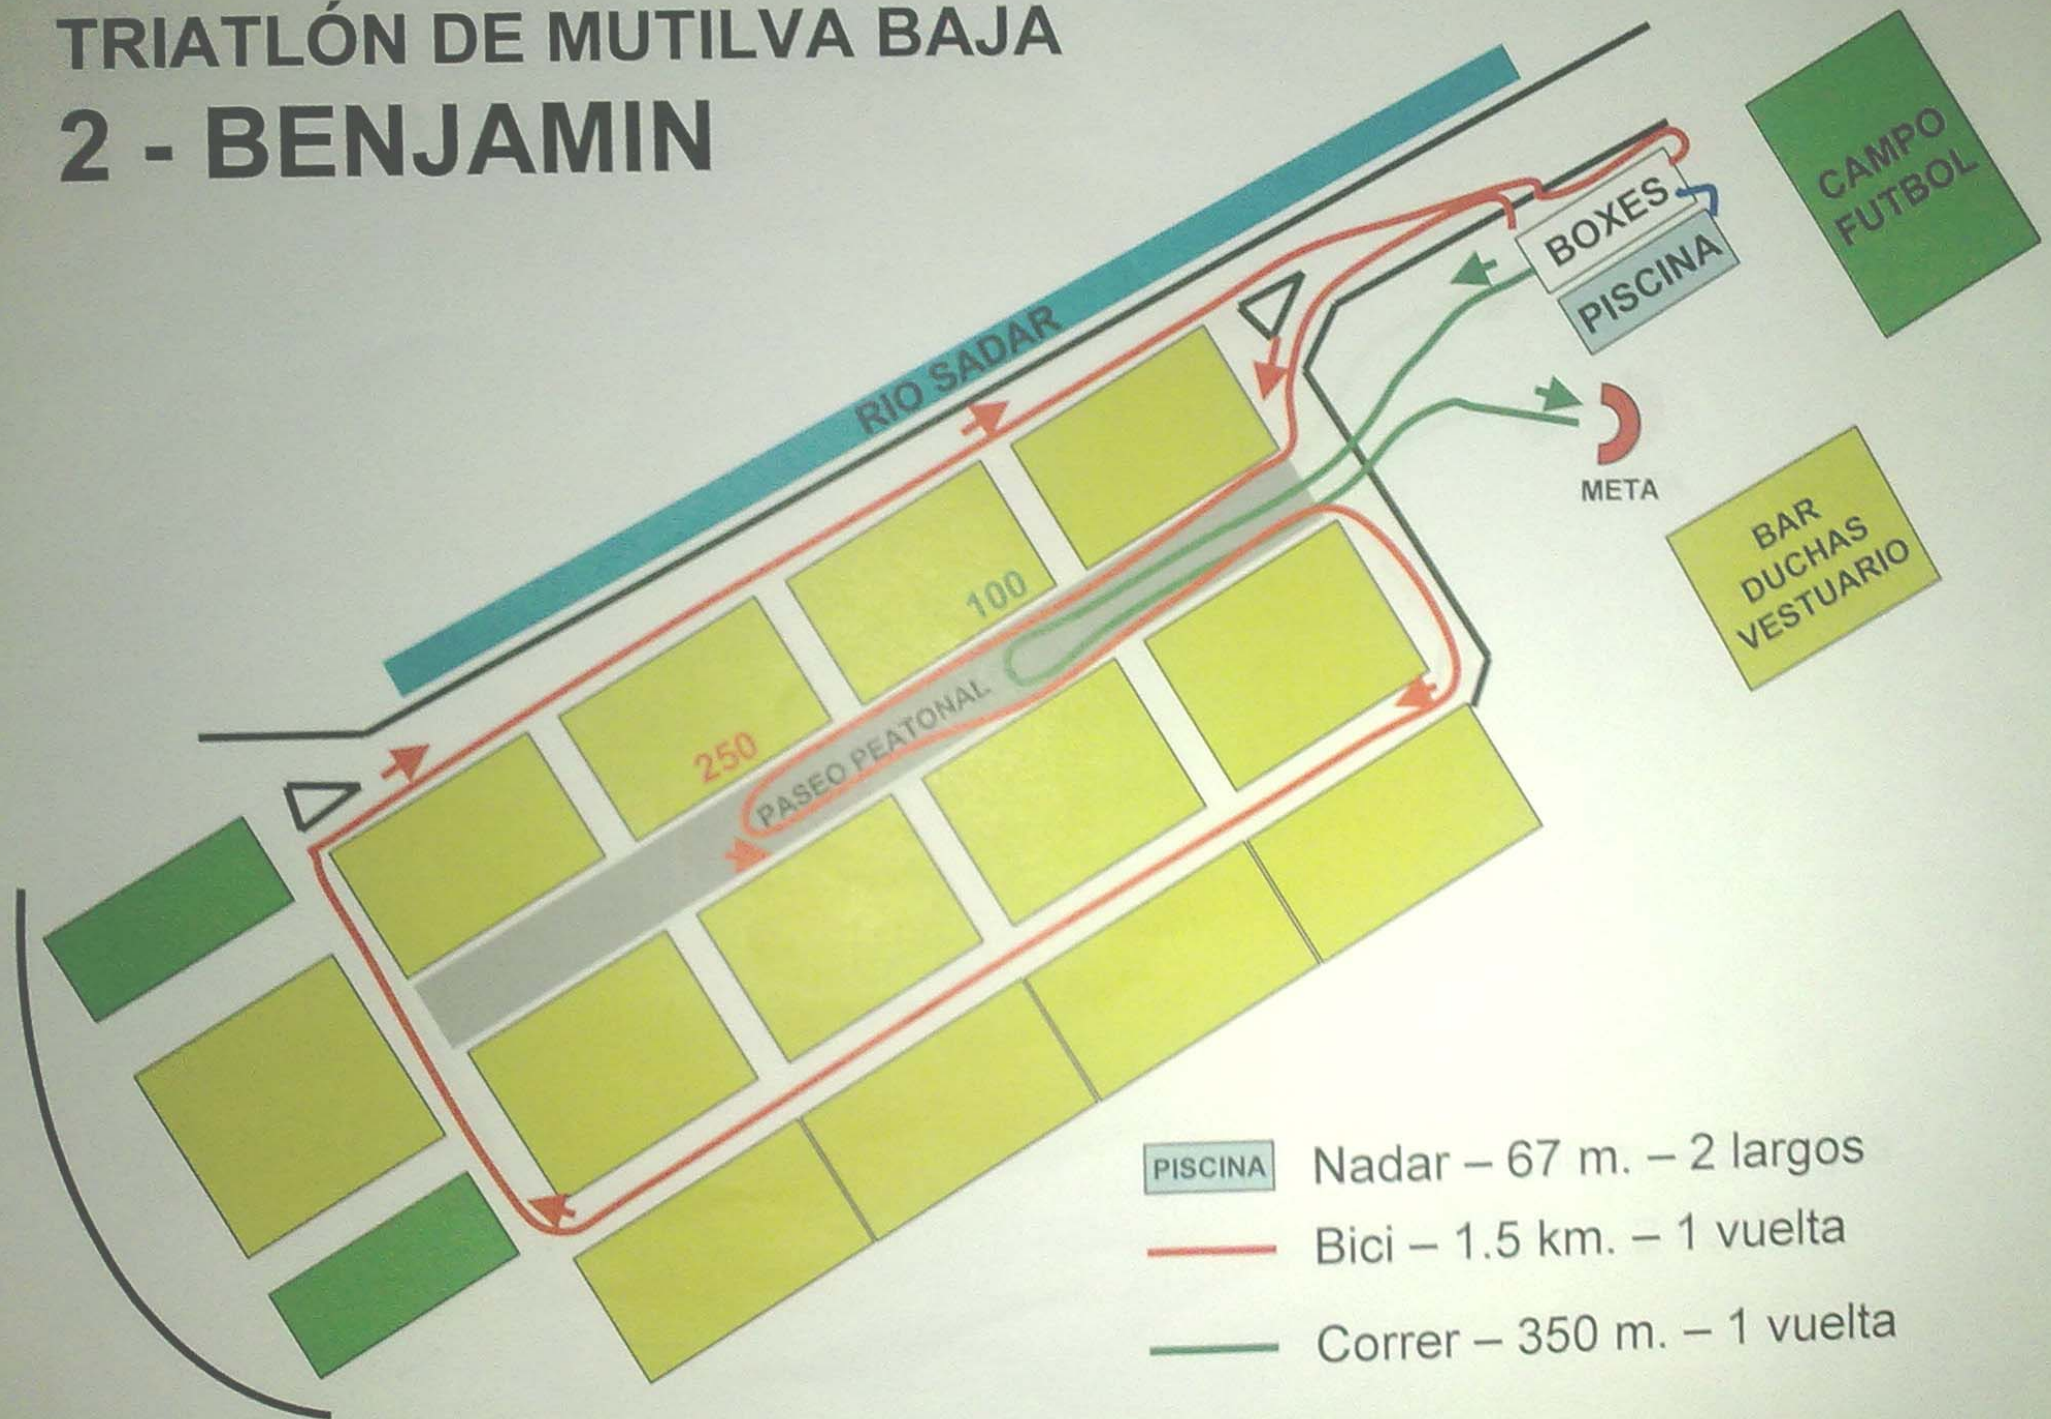 TRIATLÓN DE MUTILVA BAJA
2 - BENJAMIN
CAMPO
FUTBOL
BOXES
PISCINA
RIO SADAR
META
BAR
DUCHAS
VESTUARIO
100
250
PASEO PEATONAL
PISCINA Nadar – 67 m. – 2 largos
Bici – 1.5 km. – 1 vuelta
Correr – 350 m. – 1 vuelta